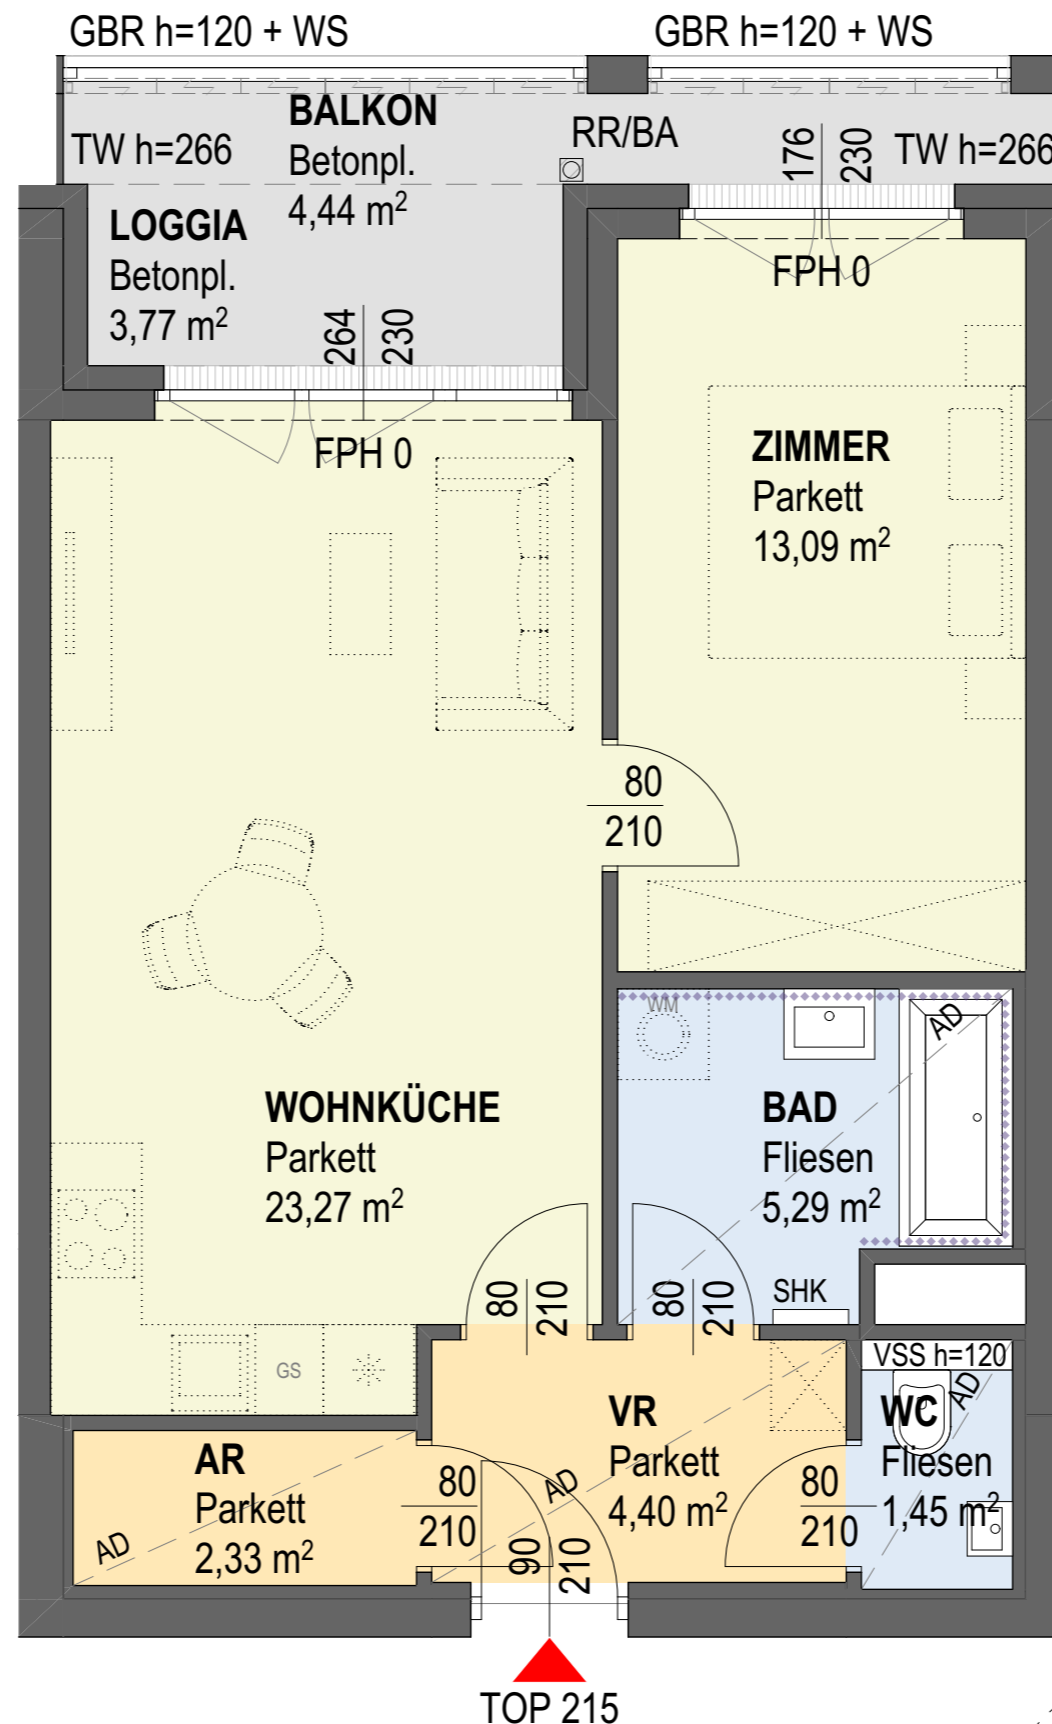 GBR h=120 + WS
GBR h=120 + WS
BALKON
Betonpl.
4,44 m²
TW h=266
RR/BA
176
230
TW h=266
LOGGIA
Betonpl.
3,77 m²
264
230
FPH 0
FPH 0
ZIMMER
Parkett
13,09 m²
80
210
WOHNKÜCHE
Parkett
23,27 m²
WM
AD
BAD
Fliesen
5,29 m²
SHK
80
210
80
210
GS
VSS h=120
AD
VR
Parkett
4,40 m²
AD
WC
Fliesen
1,45 m²
80
210
AR
Parkett
2,33 m²
AD
80
210
90
210
TOP 215